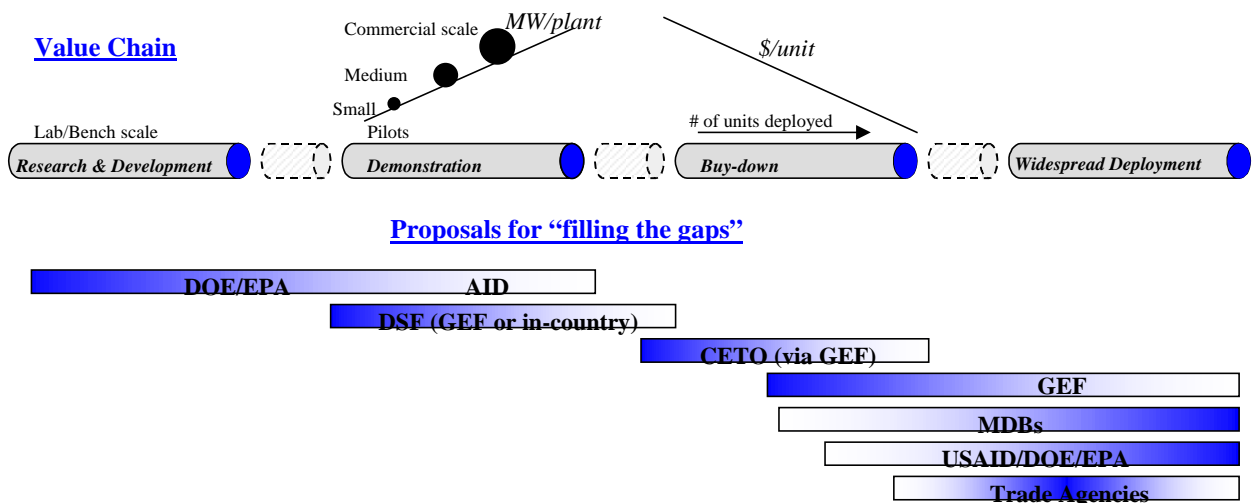 Commercial scale
MW/plant
Value Chain
$/unit
Medium
Small
# of units deployed
Lab/Bench scale
Pilots
Research & Development
Demonstration
Buy-down
Widespread Deployment
Proposals for “filling the gaps”
DOE/EPA
AID
DSF (GEF or in-country)
CETO (via GEF)
GEF
MDBs
USAID/DOE/EPA
Trade Agencies